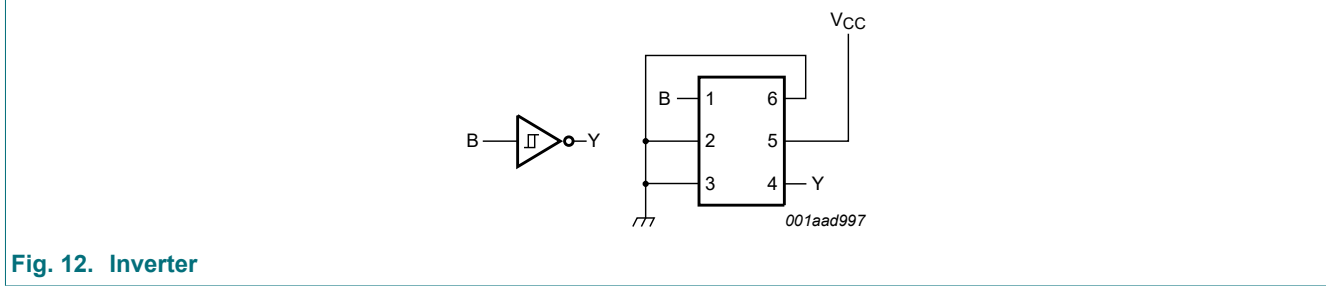 VCC
B 1 6
B Y 2 5
3 4 Y
001aad997
Fig. 12. Inverter